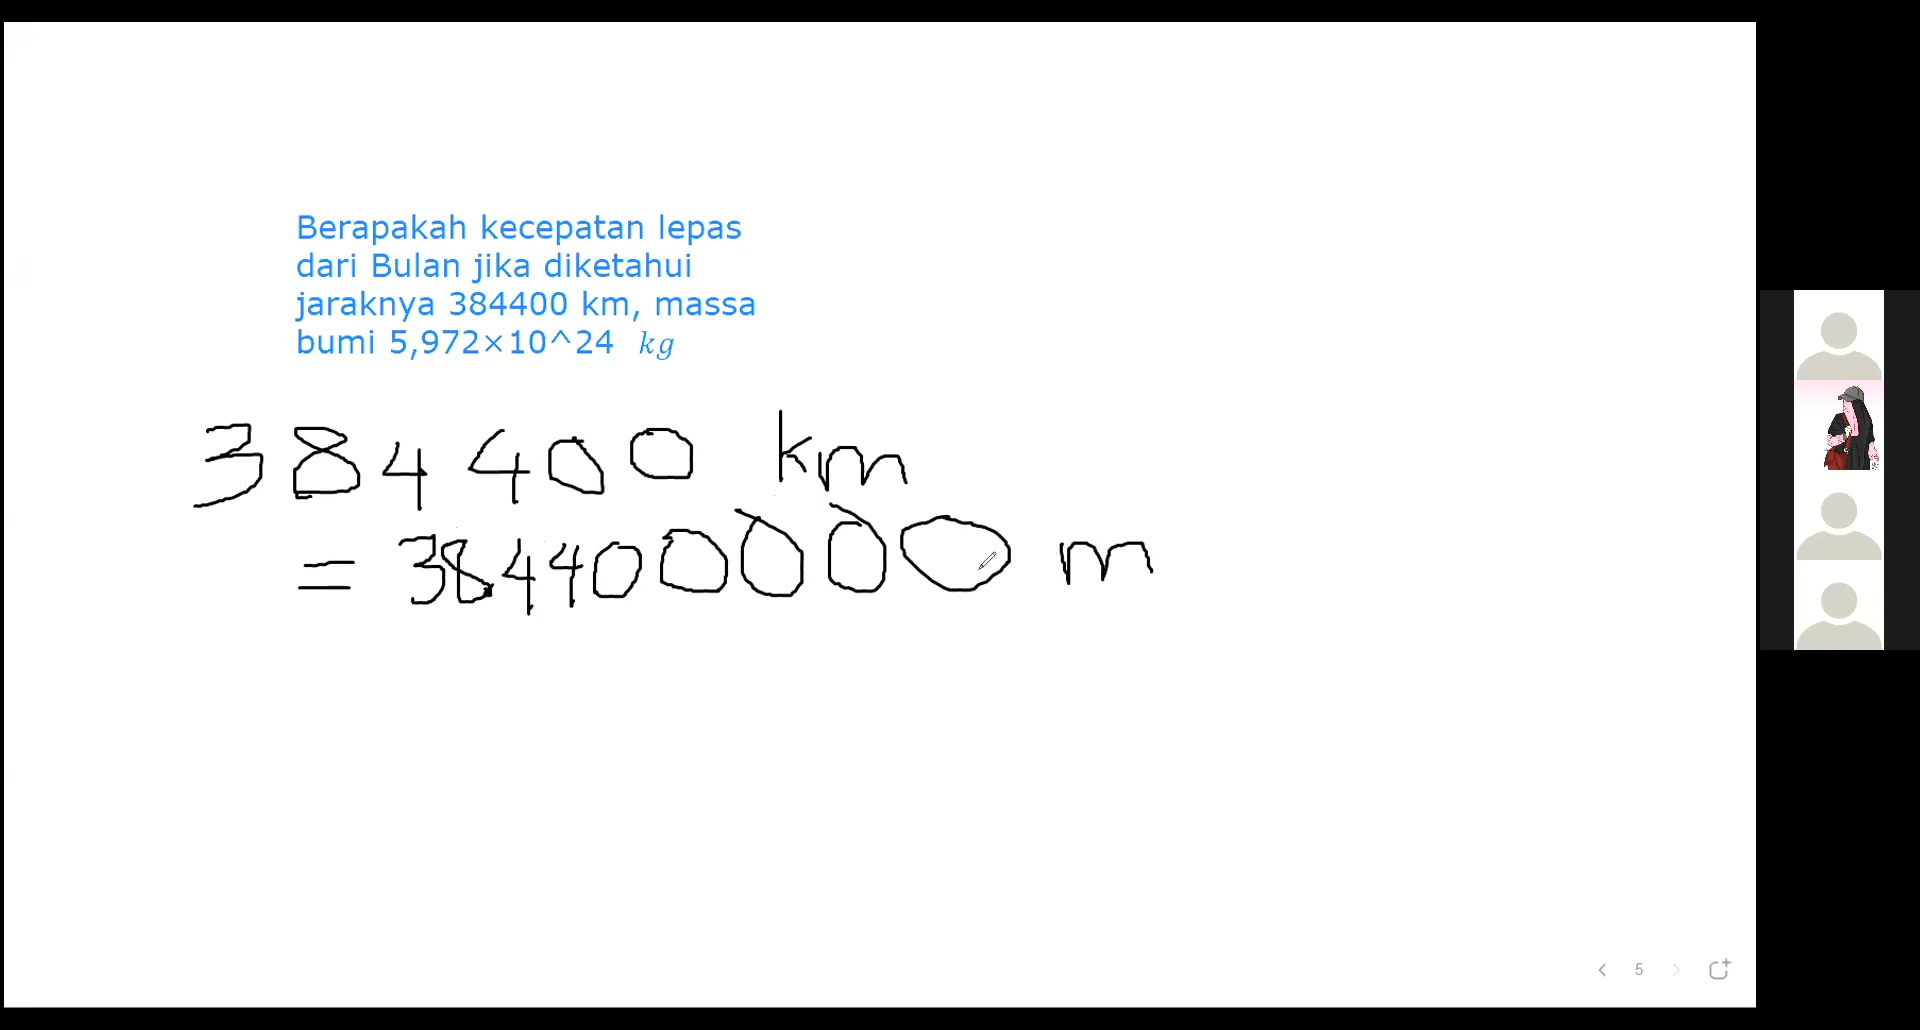 Berapakah kecepatan lepas
dari Bulan jika diketahui
jaraknya 384400 km, massa
bumi 5,972×10^24 kg
384400 km
= 384400000 m
5